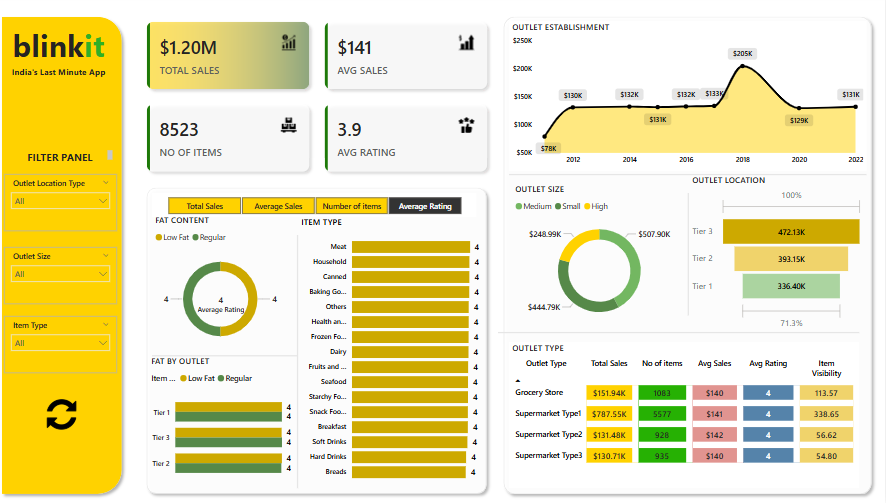 blinkit
India's Last Minute App
FILTER PANEL
Outlet Location Type
All
Outlet Size
All
Item Type
All
$1.20M
TOTAL SALES
$141
AVG SALES
8523
NO OF ITEMS
3.9
AVG RATING
Total Sales
Average Sales
Number of items
Average Rating
FAT CONTENT
Low Fat
Regular
4
4
Average Rating
4
FAT BY OUTLET
Item ...
Low Fat
Regular
Tier 1
4
4
Tier 3
4
4
Tier 2
4
4
ITEM TYPE
Meat 4
Household 4
Canned 4
Baking Go... 4
Others 4
Health an... 4
Frozen Fo... 4
Dairy 4
Fruits and ... 4
Seafood 4
Starchy Fo... 4
Snack Foo... 4
Breakfast 4
Soft Drinks 4
Hard Drinks 4
Breads 4
OUTLET ESTABLISHMENT
$250K
$200K
$150K
$100K
$50K
$78K
$130K
$132K
$131K
$132K
$133K
$205K
$129K
$131K
2012
2014
2016
2018
2020
2022
OUTLET SIZE
Medium
Small
High
$248.99K
$507.90K
$444.79K
OUTLET LOCATION
100%
Tier 3 472.13K
Tier 2 393.15K
Tier 1 336.40K
71.3%
OUTLET TYPE
Outlet Type Total Sales No of items Avg Sales Avg Rating Item Visibility
Grocery Store $151.94K 1083 $140 4 113.57
Supermarket Type1 $787.55K 5577 $141 4 338.65
Supermarket Type2 $131.48K 928 $142 4 56.62
Supermarket Type3 $130.71K 935 $140 4 54.80